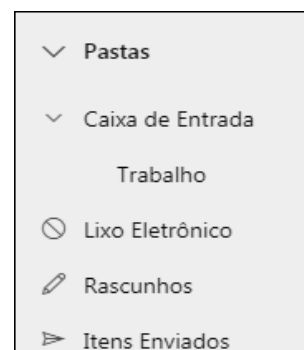 Pastas
Caixa de Entrada
Trabalho
Lixo Eletrônico
Rascunhos
Itens Enviados